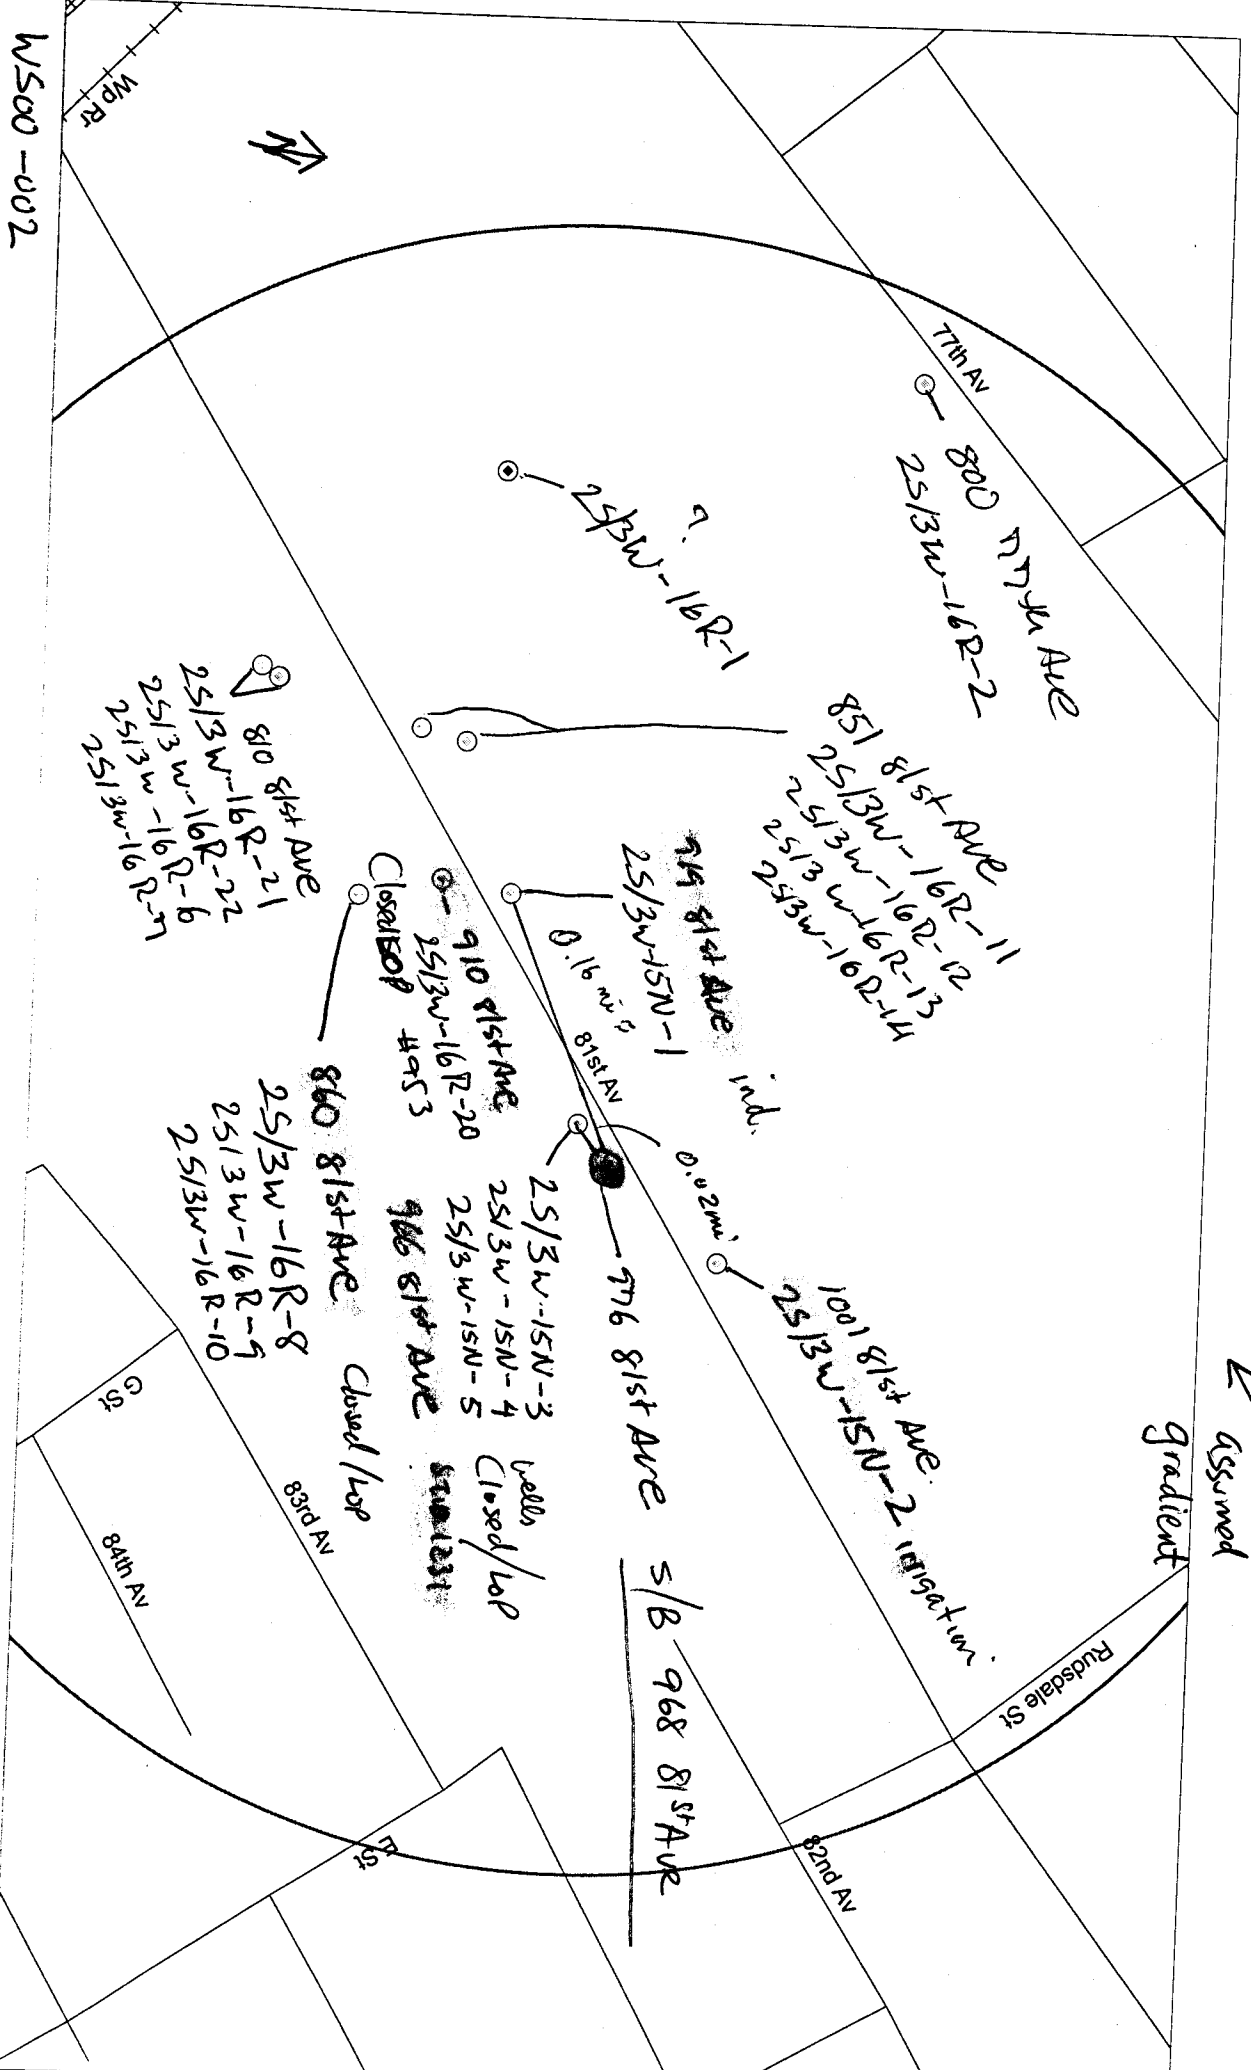 WS00-002
Wp Rr
77th Av
800 77th Ave
2S/3W-16R-2
?
2S/3W-16R-1
851 81st Ave
2S/3W-16R-11
2S/3W-16R-12
2S/3W-16R-13
2S/3W-16R-14
810 81st Ave
2S/3W-16R-21
2S/3W-16R-22
2S/3W-16R-6
2S/3W-16R-7
919 81st Ave ind.
2S/3W-15N-1
0.16 mi
81st Av
910 81st Ave
2S/3W-16R-20
Closed #953
860 81st Ave Closed/LOP
2S/3W-16R-8
2S/3W-16R-9
2S/3W-16R-10
0.02mi
1001 81st Ave.
2S/3W-15N-2 irrigation.
976 81st Ave S/B 968 81st Ave
2S/3W-15N-3
2S/3W-15N-4
2S/3W-15N-5
966 81st Ave
wells
Closed/LOP
assumed
gradient
Rudsdale St
82nd Av
83rd Av
84th Av
G St